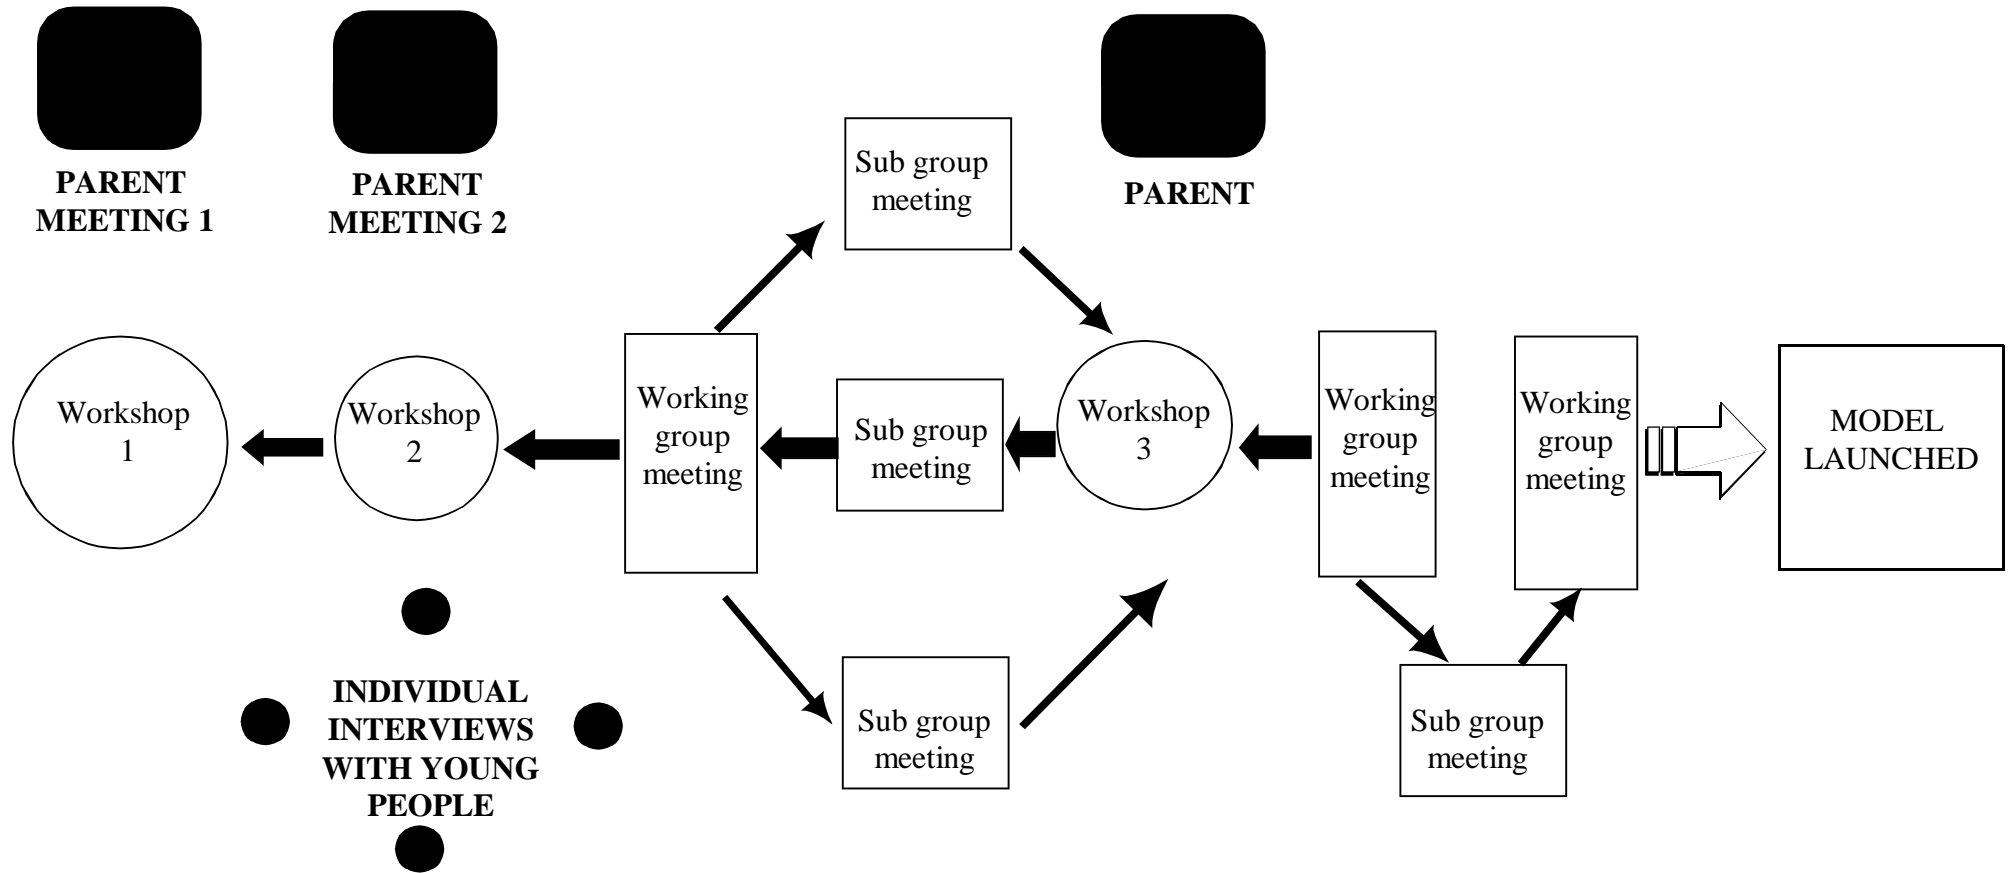 PARENT
MEETING 1
PARENT
MEETING 2
Sub group
meeting
PARENT
Workshop
1
Workshop
2
Working
group
meeting
Sub group
meeting
Workshop
3
Working
group
meeting
Working
group
meeting
MODEL
LAUNCHED
INDIVIDUAL
INTERVIEWS
WITH YOUNG
PEOPLE
Sub group
meeting
Sub group
meeting